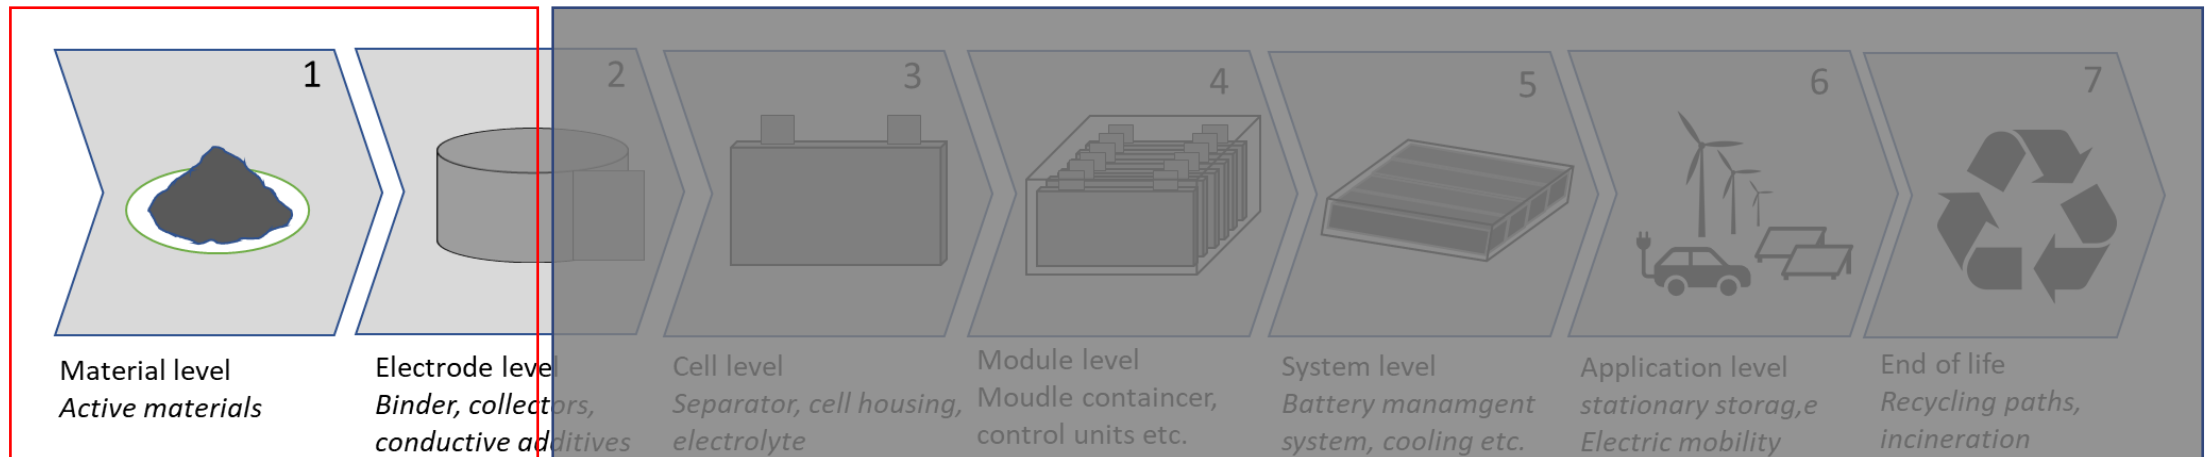 1
2
3
4
5
6
7
Material level
Active materials
Electrode level
Binder, collectors,
conductive additives
Cell level
Separator, cell housing,
electrolyte
Module level
Moudle containcer,
control units etc.
System level
Battery manamgent
system, cooling etc.
Application level
stationary storag,e
Electric mobility
End of life
Recycling paths,
incineration